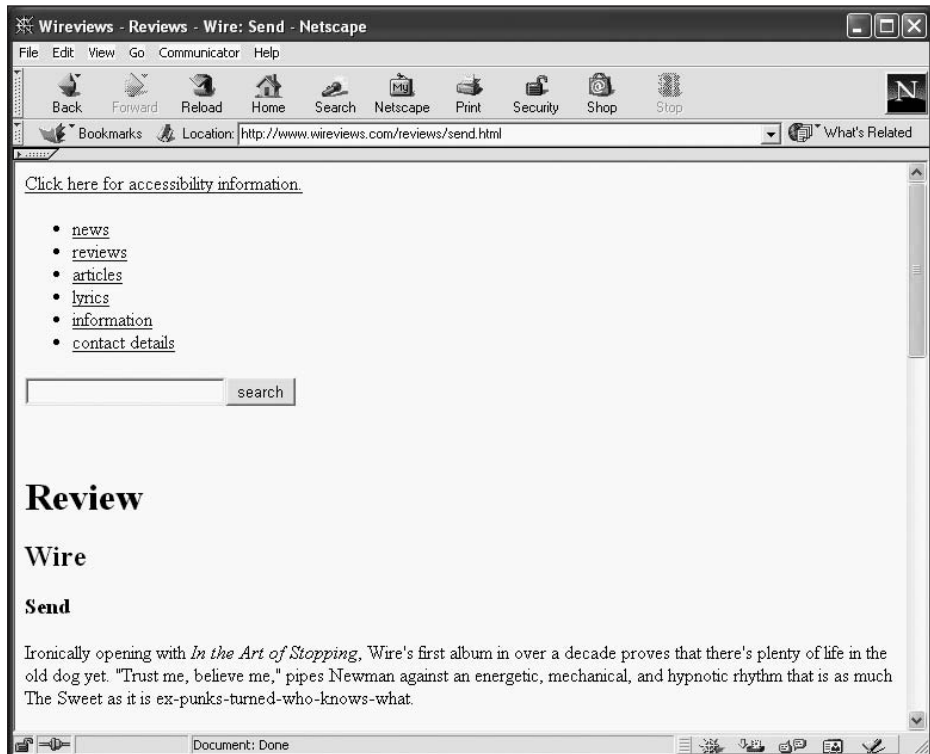 Wireviews - Reviews - Wire: Send - Netscape
File Edit View Go Communicator Help
My
N
Back Forward Reload Home Search Netscape Print Security Shop Stop
Bookmarks Location: http://www.wireviews.com/reviews/send.html What's Related
Click here for accessibility information.
• news
• reviews
• articles
• lyrics
• information
• contact details
search
Review
Wire
Send
Ironically opening with In the Art of Stopping, Wire's first album in over a decade proves that there's plenty of life in the
old dog yet. "Trust me, believe me," pipes Newman against an energetic, mechanical, and hypnotic rhythm that is as much
The Sweet as it is ex-punks-turned-who-knows-what.
Document: Done